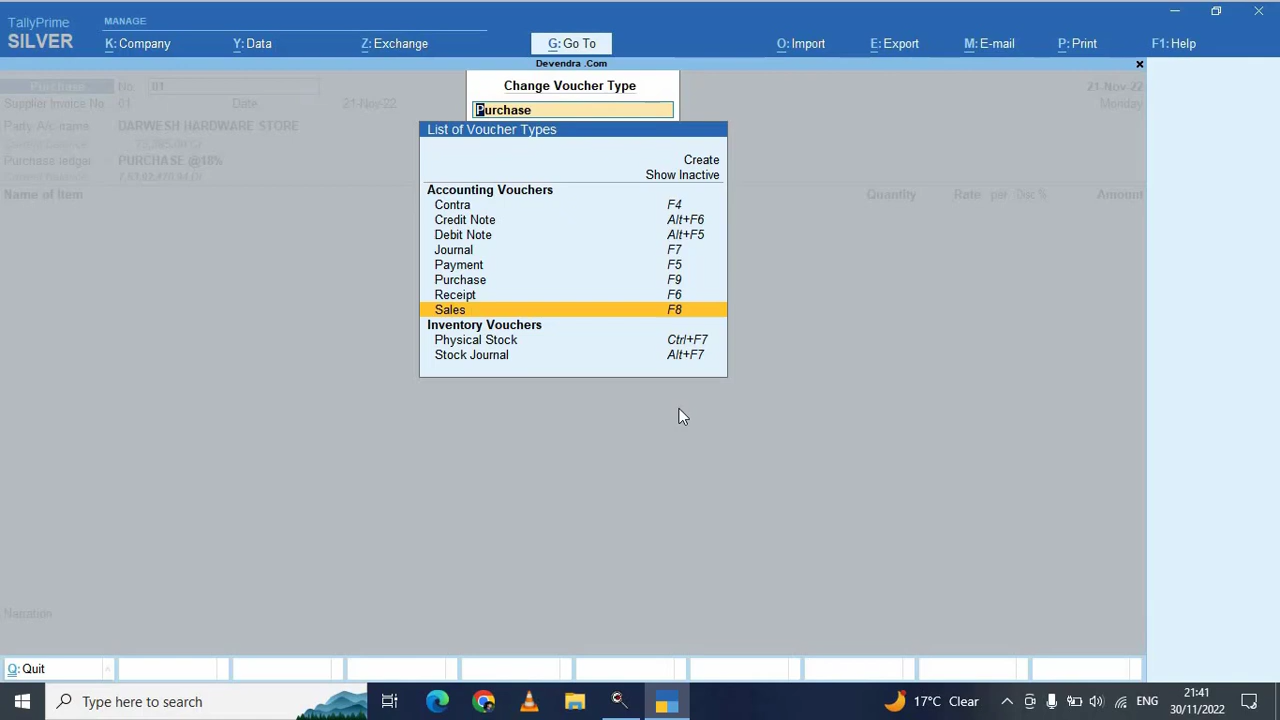 TallyPrime
MANAGE
SILVER
K: Company
Y: Data
Z: Exchange
G: Go To
O: Import
E: Export
M: E-mail
P: Print
F1: Help
Devendra .Com
Purchase No. 01
21-Nov-22
Supplier Invoice No. 01 Date 21-Nov-22
Monday
Party A/c name DARWESH HARDWARE STORE
Purchase ledger PURCHASE @18%
Name of Item Quantity Rate per Disc % Amount
Change Voucher Type
Purchase
List of Voucher Types
Create
Show Inactive
Accounting Vouchers
Contra F4
Credit Note Alt+F6
Debit Note Alt+F5
Journal F7
Payment F5
Purchase F9
Receipt F6
Sales F8
Inventory Vouchers
Physical Stock Ctrl+F7
Stock Journal Alt+F7
Narration
Q: Quit
Type here to search
17°C Clear
ENG
21:41
30/11/2022